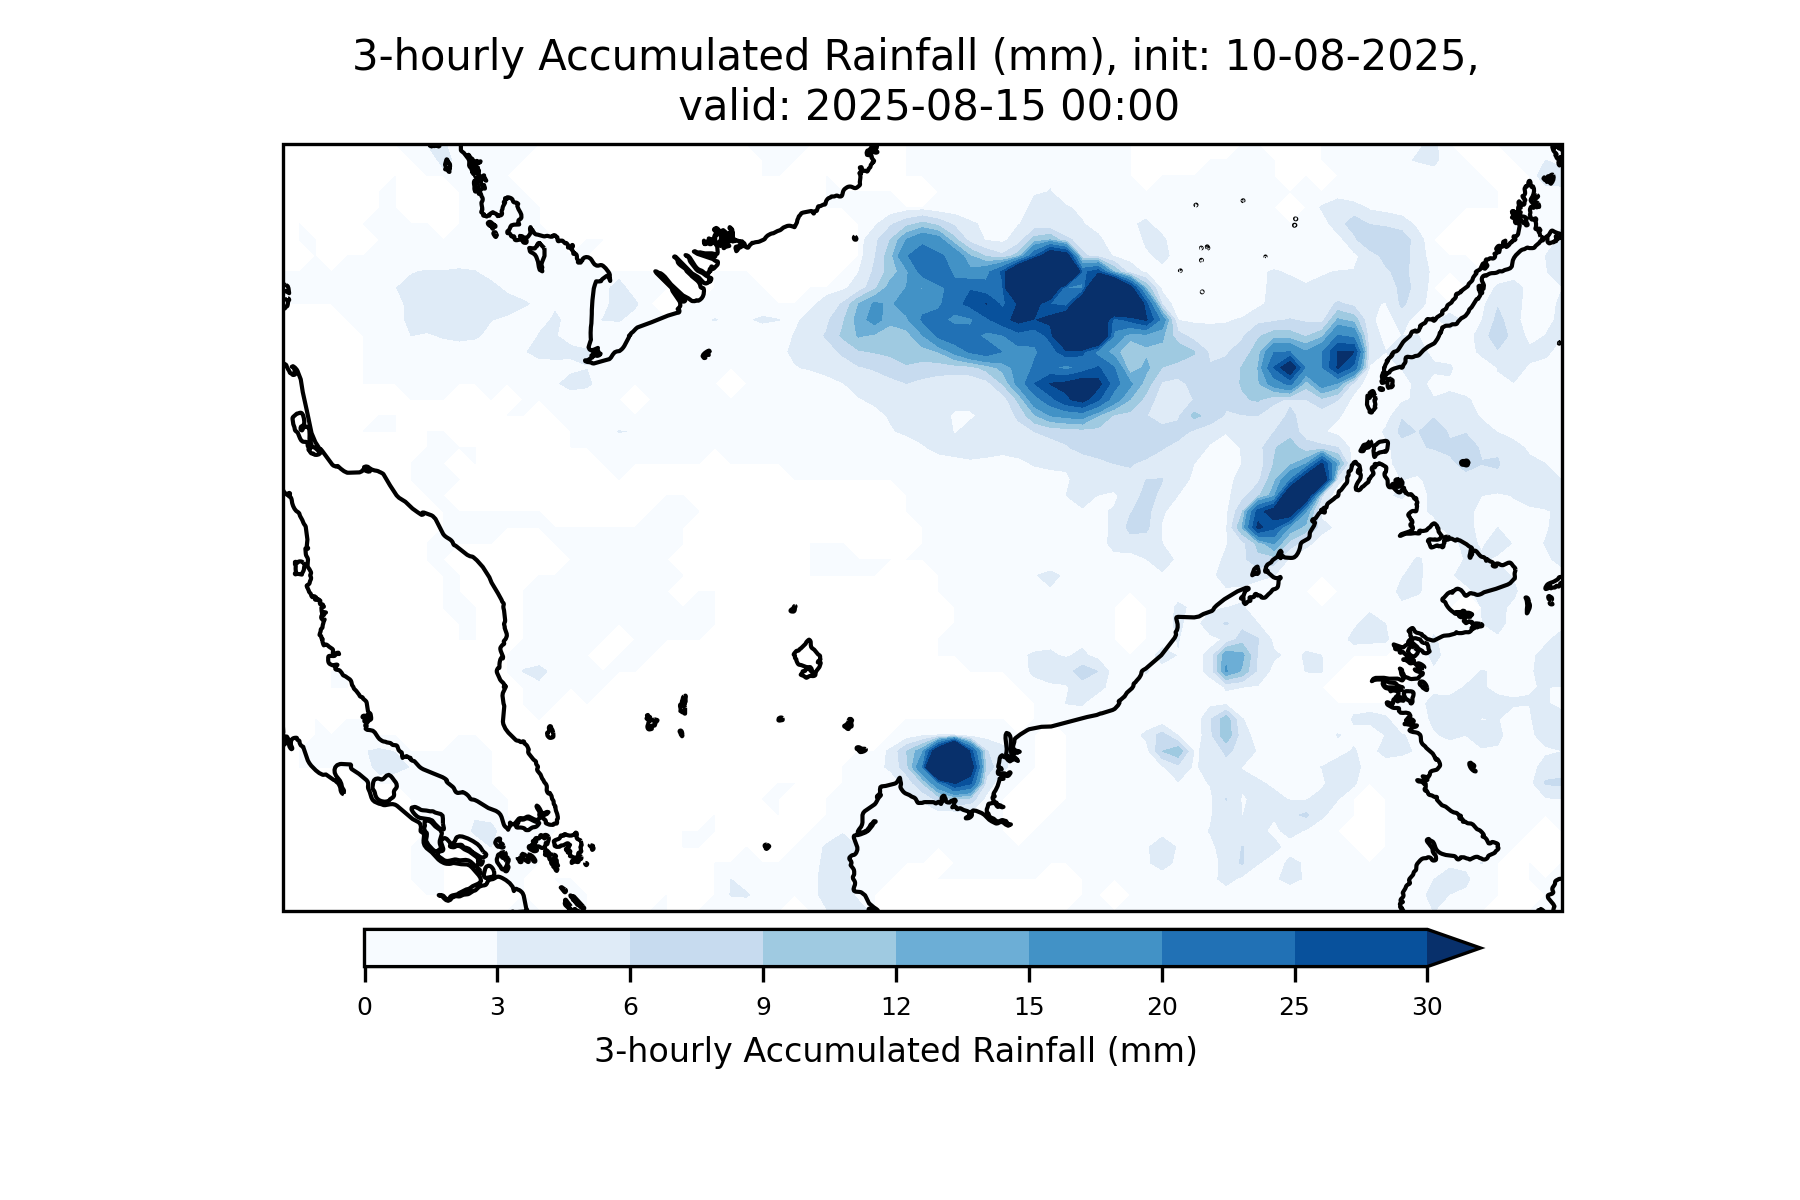 3-hourly Accumulated Rainfall (mm), init: 10-08-2025,
valid: 2025-08-15 00:00
0 3 6 9 12 15 20 25 30
3-hourly Accumulated Rainfall (mm)